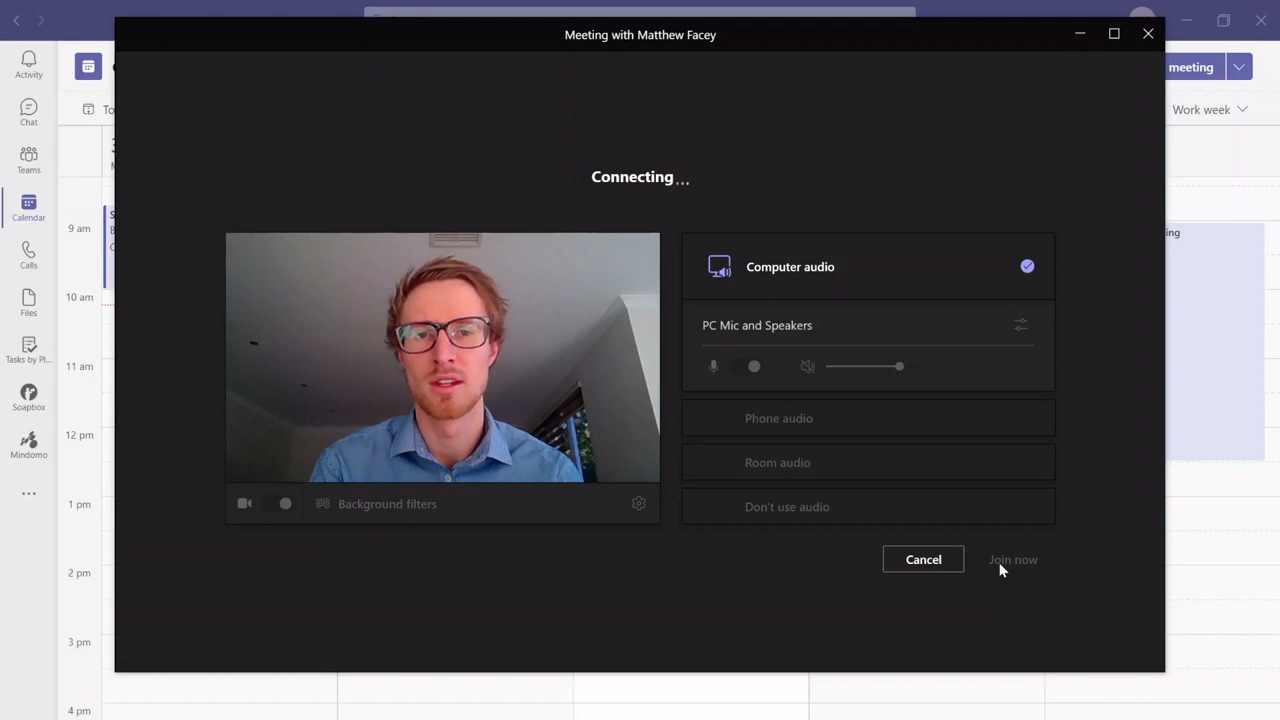 Meeting with Matthew Facey
Activity
meeting
Chat
Work week
Teams
Connecting...
Calendar
9 am
ing
Calls
Computer audio
10 am
Files
PC Mic and Speakers
Tasks by Pl...
11 am
Soapbox
Phone audio
12 pm
Mindomo
Room audio
1 pm
Background filters
Don't use audio
Cancel
Join now
2 pm
3 pm
4 pm